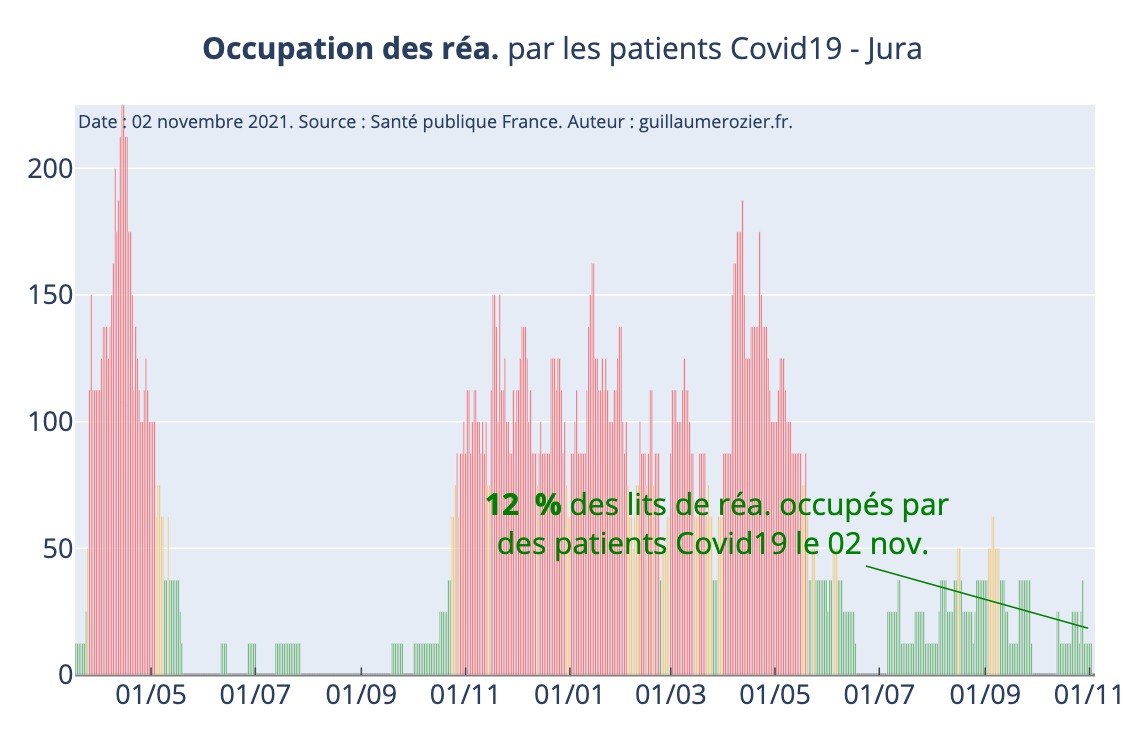 Occupation des réa. par les patients Covid19 - Jura
Date : 02 novembre 2021. Source : Santé publique France. Auteur : guillaumerozier.fr.
200
150
100
50
0
12 % des lits de réa. occupés par
des patients Covid19 le 02 nov.
01/05 01/07 01/09 01/11 01/01 01/03 01/05 01/07 01/09 01/11